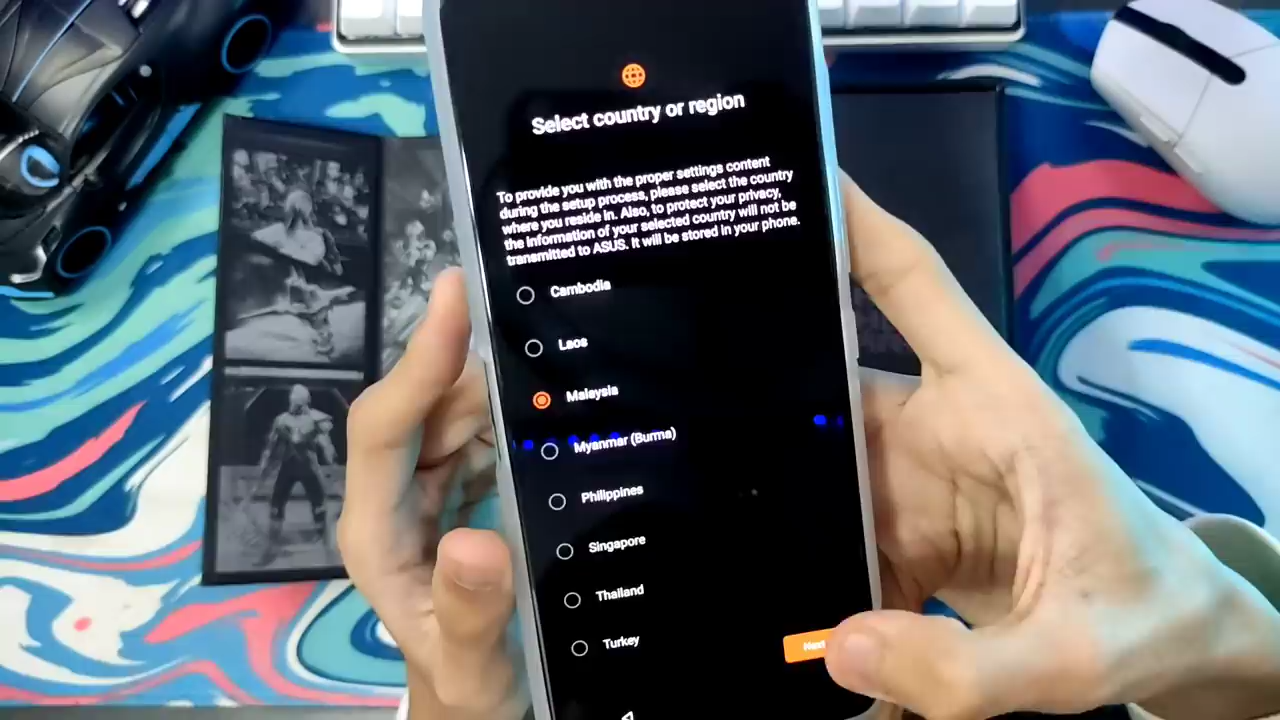 Select country or region
To provide you with the proper settings content
during the setup process, please select the country
where you reside in. Also, to protect your privacy,
the information of your selected country will not be
transmitted to ASUS. It will be stored in your phone.
Cambodia
Laos
Malaysia
Myanmar (Burma)
Philippines
Singapore
Thailand
Turkey
Next